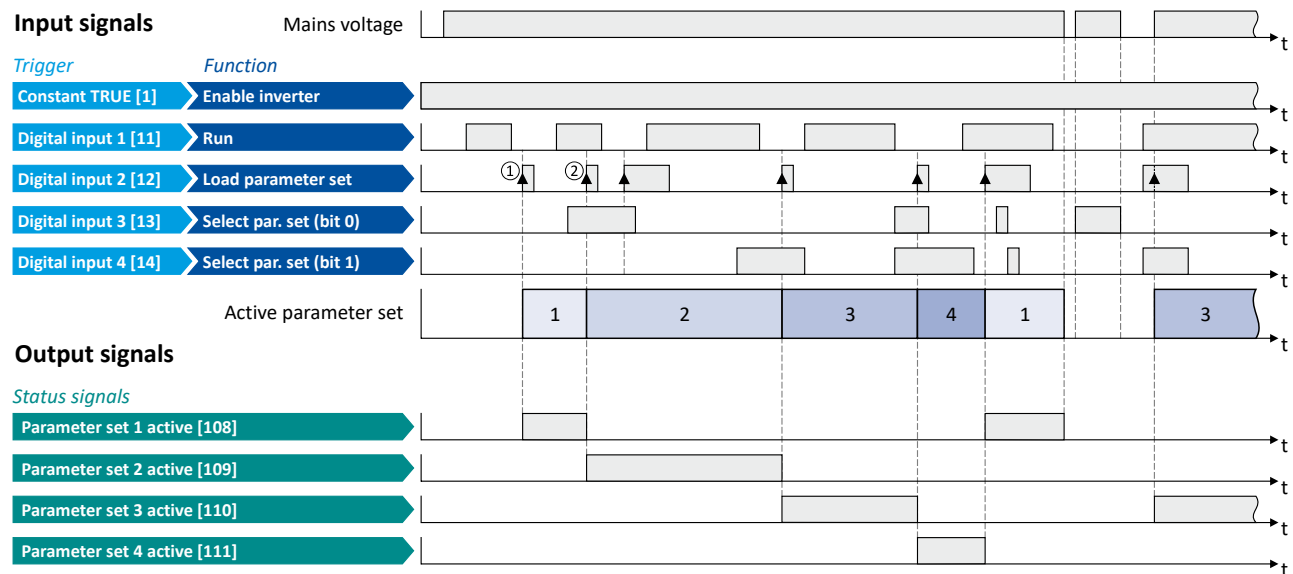 Input signals
Mains voltage
t
Trigger Function
Constant TRUE [1] Enable inverter
t
Digital input 1 [11] Run
t
① ②
Digital input 2 [12] Load parameter set
t
Digital input 3 [13] Select par. set (bit 0)
t
Digital input 4 [14] Select par. set (bit 1)
t
Active parameter set 1 2 3 4 1 3
t
Output signals
Status signals
Parameter set 1 active [108]
t
Parameter set 2 active [109]
t
Parameter set 3 active [110]
t
Parameter set 4 active [111]
t